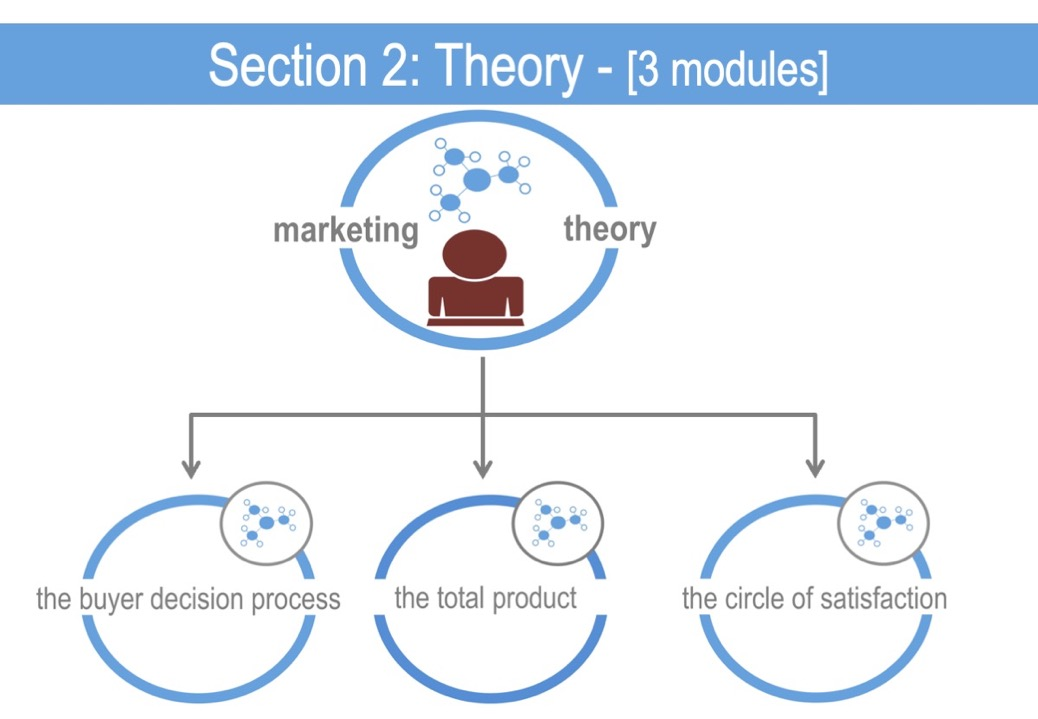 Section 2: Theory - [3 modules]
marketing theory
the buyer decision process
the total product
the circle of satisfaction